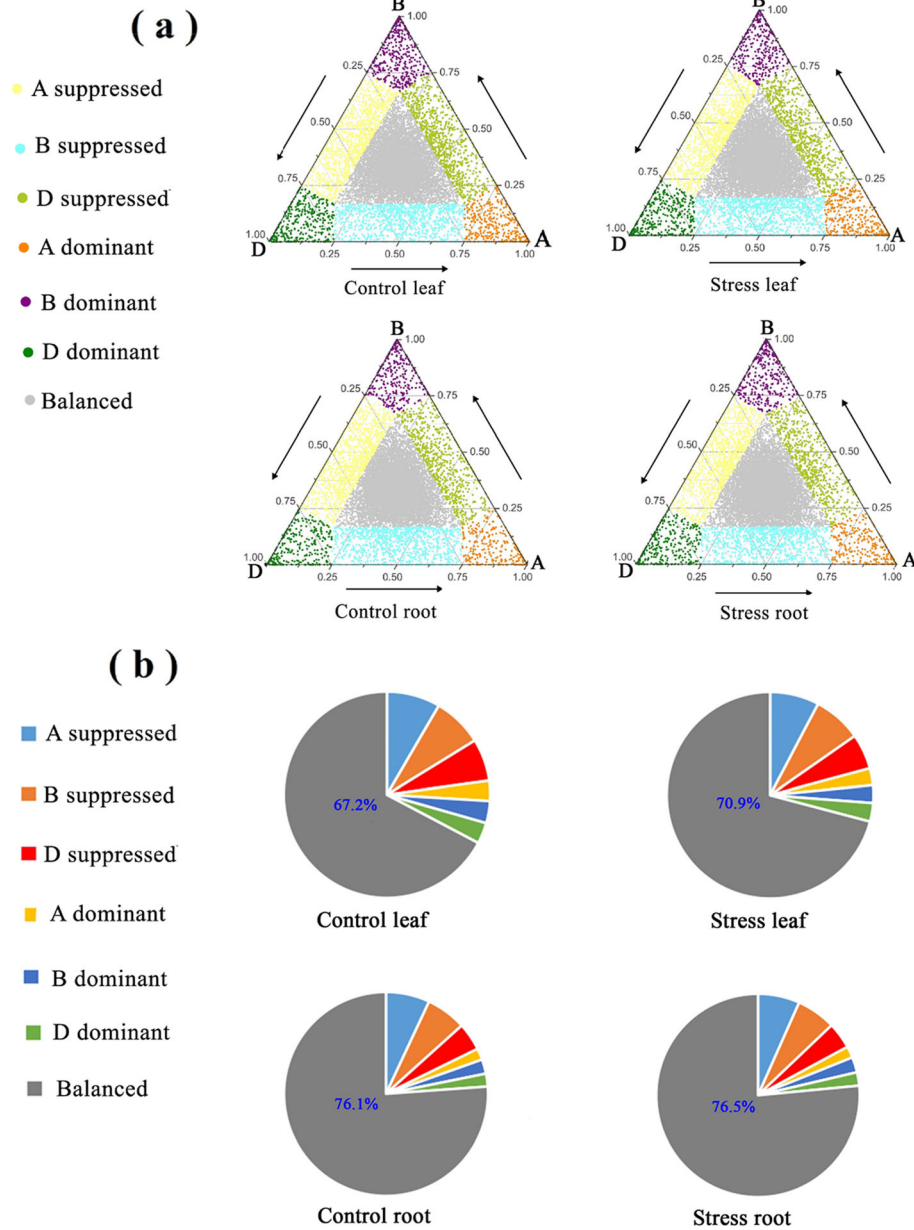 ( a )
A suppressed
B suppressed
D suppressed
A dominant
B dominant
D dominant
Balanced
B
1.00
0.25
0.75
0.50
0.50
0.75
0.25
1.00
D
A
0.25
0.50
0.75
1.00
Control leaf
B
1.00
0.25
0.75
0.50
0.50
0.75
0.25
1.00
D
A
0.25
0.50
0.75
1.00
Stress leaf
B
1.00
0.25
0.75
0.50
0.50
0.75
0.25
1.00
D
A
0.25
0.50
0.75
1.00
Control root
B
1.00
0.25
0.75
0.50
0.50
0.75
0.25
1.00
D
A
0.25
0.50
0.75
1.00
Stress root
( b )
A suppressed
B suppressed
D suppressed
A dominant
B dominant
D dominant
Balanced
67.2%
Control leaf
70.9%
Stress leaf
76.1%
Control root
76.5%
Stress root